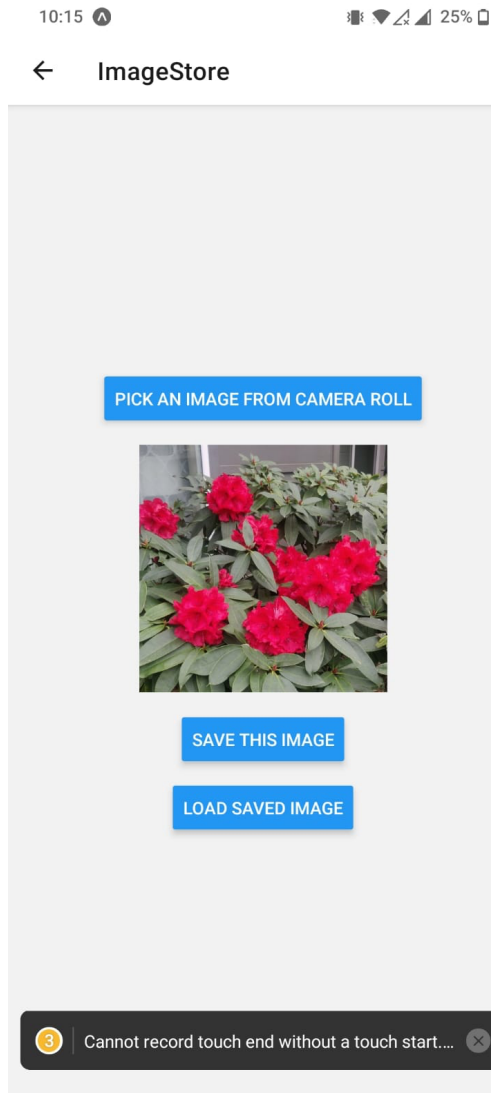 10:15
25%
ImageStore
PICK AN IMAGE FROM CAMERA ROLL
SAVE THIS IMAGE
LOAD SAVED IMAGE
3 Cannot record touch end without a touch start....